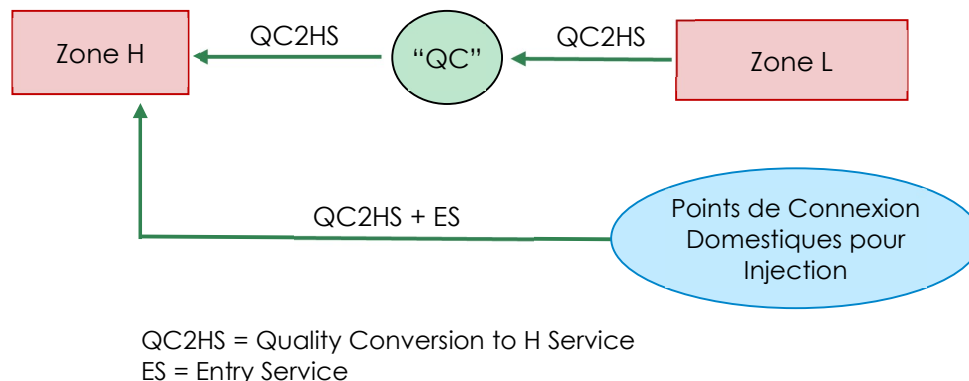 Zone H
QC2HS
“QC”
QC2HS
Zone L
QC2HS + ES
Points de Connexion
Domestiques pour
Injection
QC2HS = Quality Conversion to H Service
ES = Entry Service